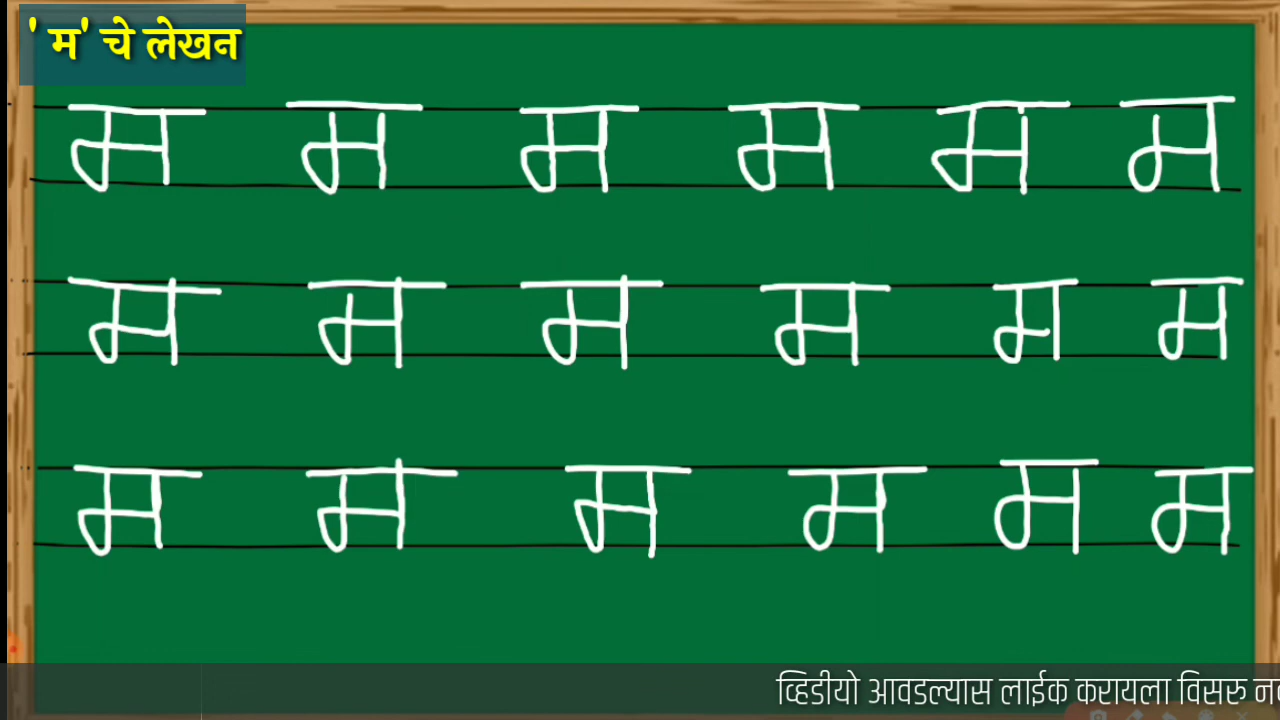 ' म' चे लेखन
म म म म म म
म म म म म म
म म म म म म
व्हिडीयो आवडल्यास लाईक करायला विसरु